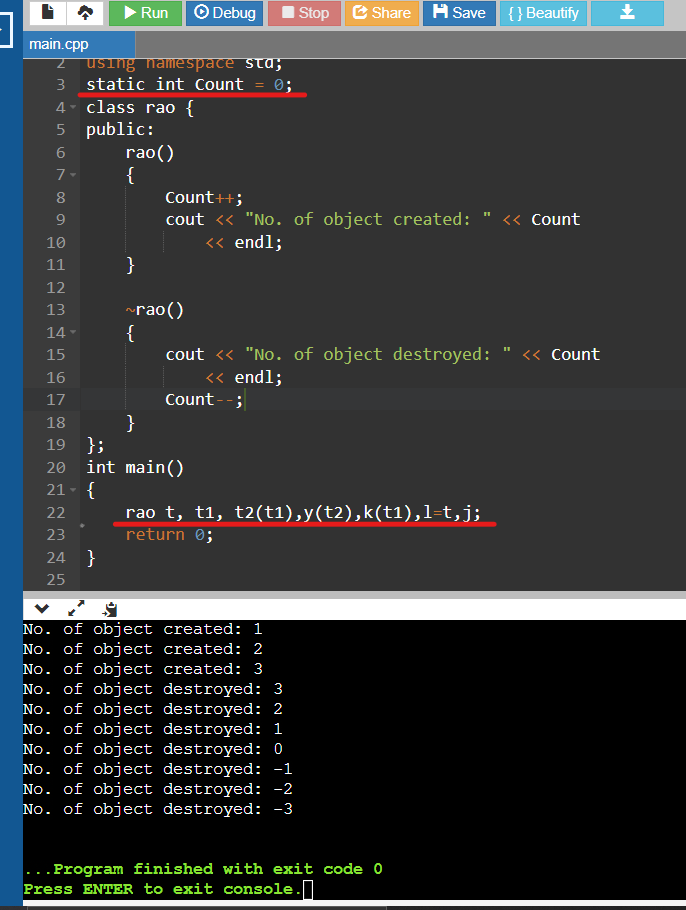 Run Debug Stop Share Save { } Beautify
main.cpp
2 using namespace std;
3 static int Count = 0;
4 class rao {
5 public:
6 rao()
7 {
8 Count++;
9 cout << "No. of object created: " << Count
10 << endl;
11 }
12
13 ~rao()
14 {
15 cout << "No. of object destroyed: " << Count
16 << endl;
17 Count--;
18 }
19 };
20 int main()
21 {
22 rao t, t1, t2(t1),y(t2),k(t1),l=t,j;
23 return 0;
24 }
25
No. of object created: 1
No. of object created: 2
No. of object created: 3
No. of object destroyed: 3
No. of object destroyed: 2
No. of object destroyed: 1
No. of object destroyed: 0
No. of object destroyed: -1
No. of object destroyed: -2
No. of object destroyed: -3
...Program finished with exit code 0
Press ENTER to exit console.